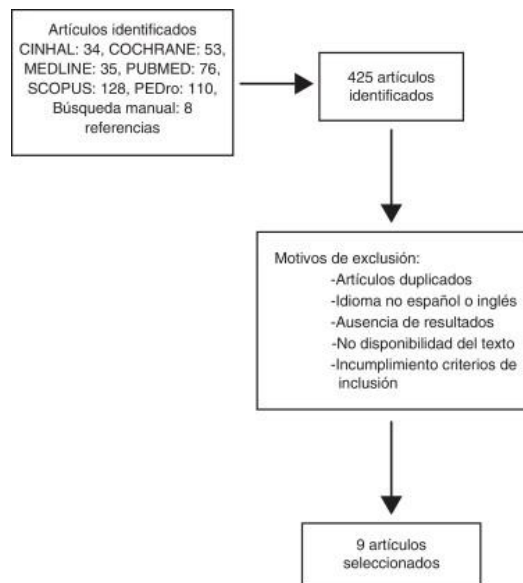 Artículos identificados
CINHAL: 34, COCHRANE: 53,
MEDLINE: 35, PUBMED: 76,
SCOPUS: 128, PEDro: 110,
Búsqueda manual: 8
referencias
425 artículos
identificados
Motivos de exclusión:
-Artículos duplicados
-Idioma no español o inglés
-Ausencia de resultados
-No disponibilidad del texto
-Incumplimiento criterios de
inclusión
9 artículos
seleccionados